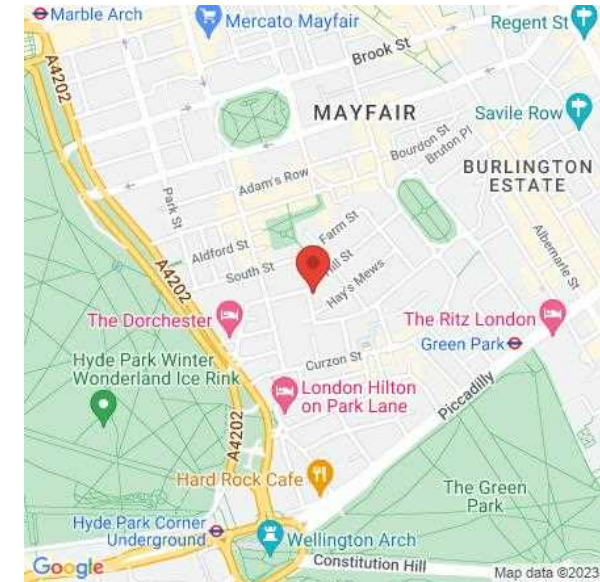 Marble Arch
Mercato Mayfair
Regent St
Brook St
A4202
MAYFAIR
Savile Row
Bourdon St
Bruton Pl
BURLINGTON
ESTATE
Adam's Row
Park St
Farm St
Albemarle St
Aldford St
South St
Hill St
Hay's Mews
A4202
The Dorchester
The Ritz London
Green Park
Curzon St
Hyde Park Winter
Wonderland Ice Rink
London Hilton
on Park Lane
Piccadilly
A4202
Hard Rock Cafe
The Green
Park
Hyde Park Corner
Underground
Wellington Arch
Constitution Hill
Google
Map data ©2023